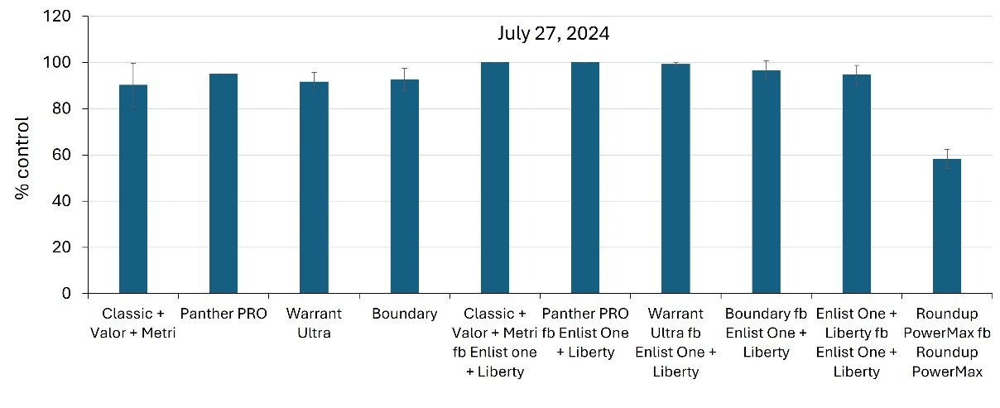 July 27, 2024
% control
120
100
80
60
40
20
0
Classic +
Valor + Metri
Panther PRO
Warrant
Ultra
Boundary
Classic +
Valor + Metri
fb Enlist one
+ Liberty
Panther PRO
fb Enlist One
+ Liberty
Warrant
Ultra fb
Enlist One +
Liberty
Boundary fb
Enlist One +
Liberty
Enlist One +
Liberty fb
Enlist One +
Liberty
Roundup
PowerMax fb
Roundup
PowerMax